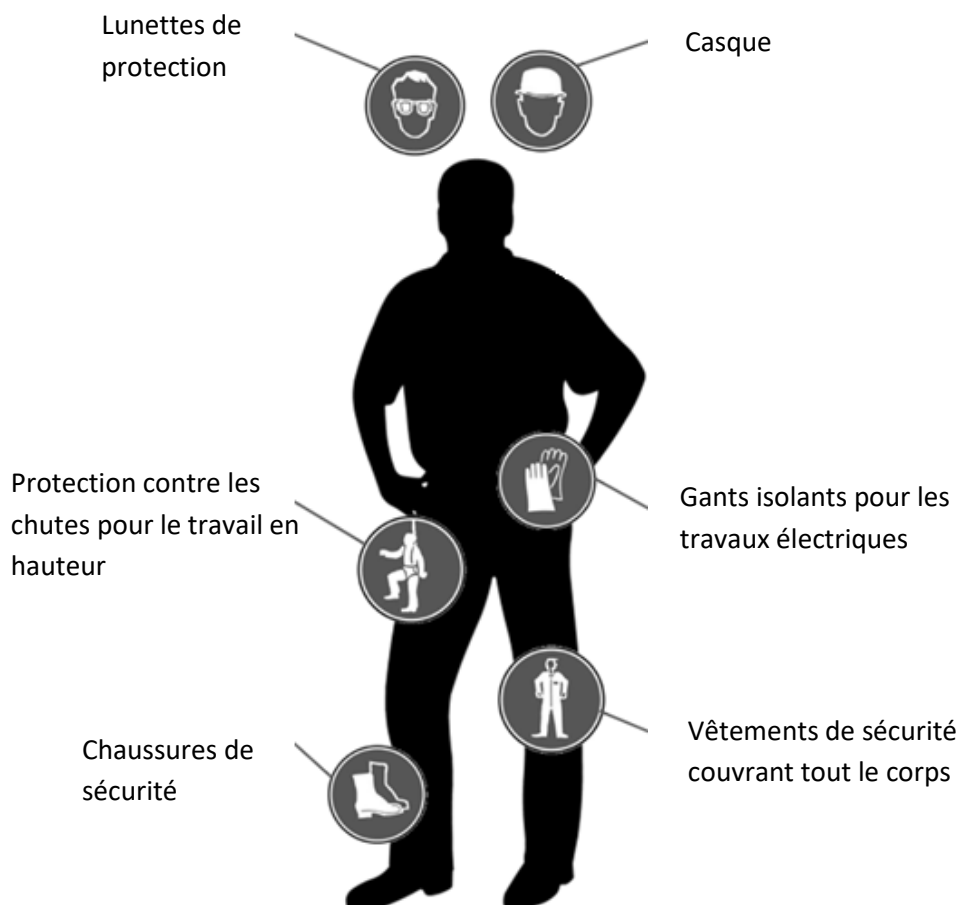 Lunettes de
protection
Casque
Protection contre les
chutes pour le travail en
hauteur
Gants isolants pour les
travaux électriques
Chaussures de
sécurité
Vêtements de sécurité
couvrant tout le corps